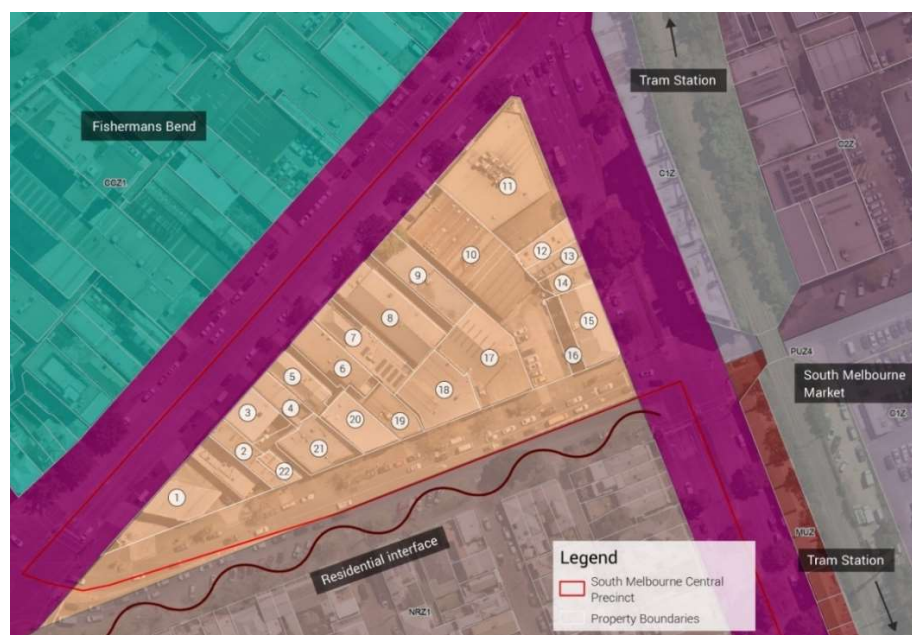 Tram Station
Fishermans Bend
C1Z
C2Z
CCZ1
11
12
13
10
9
14
8
15
7
17
16
6
5
18
PUZ4
South Melbourne
Market
C1Z
3
4
20
19
2
21
22
1
MUZ
Residential interface
NRZ1
Tram Station
Legend
South Melbourne Central
Precinct
Property Boundaries